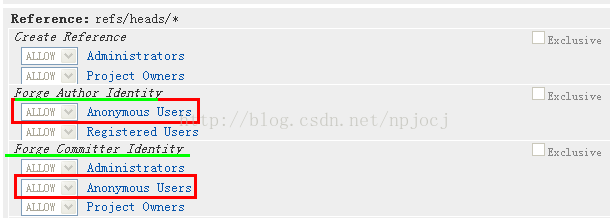 Reference: refs/heads/*
Create Reference Exclusive
ALLOW Administrators
ALLOW Project Owners
Forge Author Identity Exclusive
ALLOW Anonymous Users
http://blog.csdn.net/npjocj
ALLOW Registered Users
Forge Committer Identity Exclusive
ALLOW Administrators
ALLOW Anonymous Users
ALLOW Project Owners